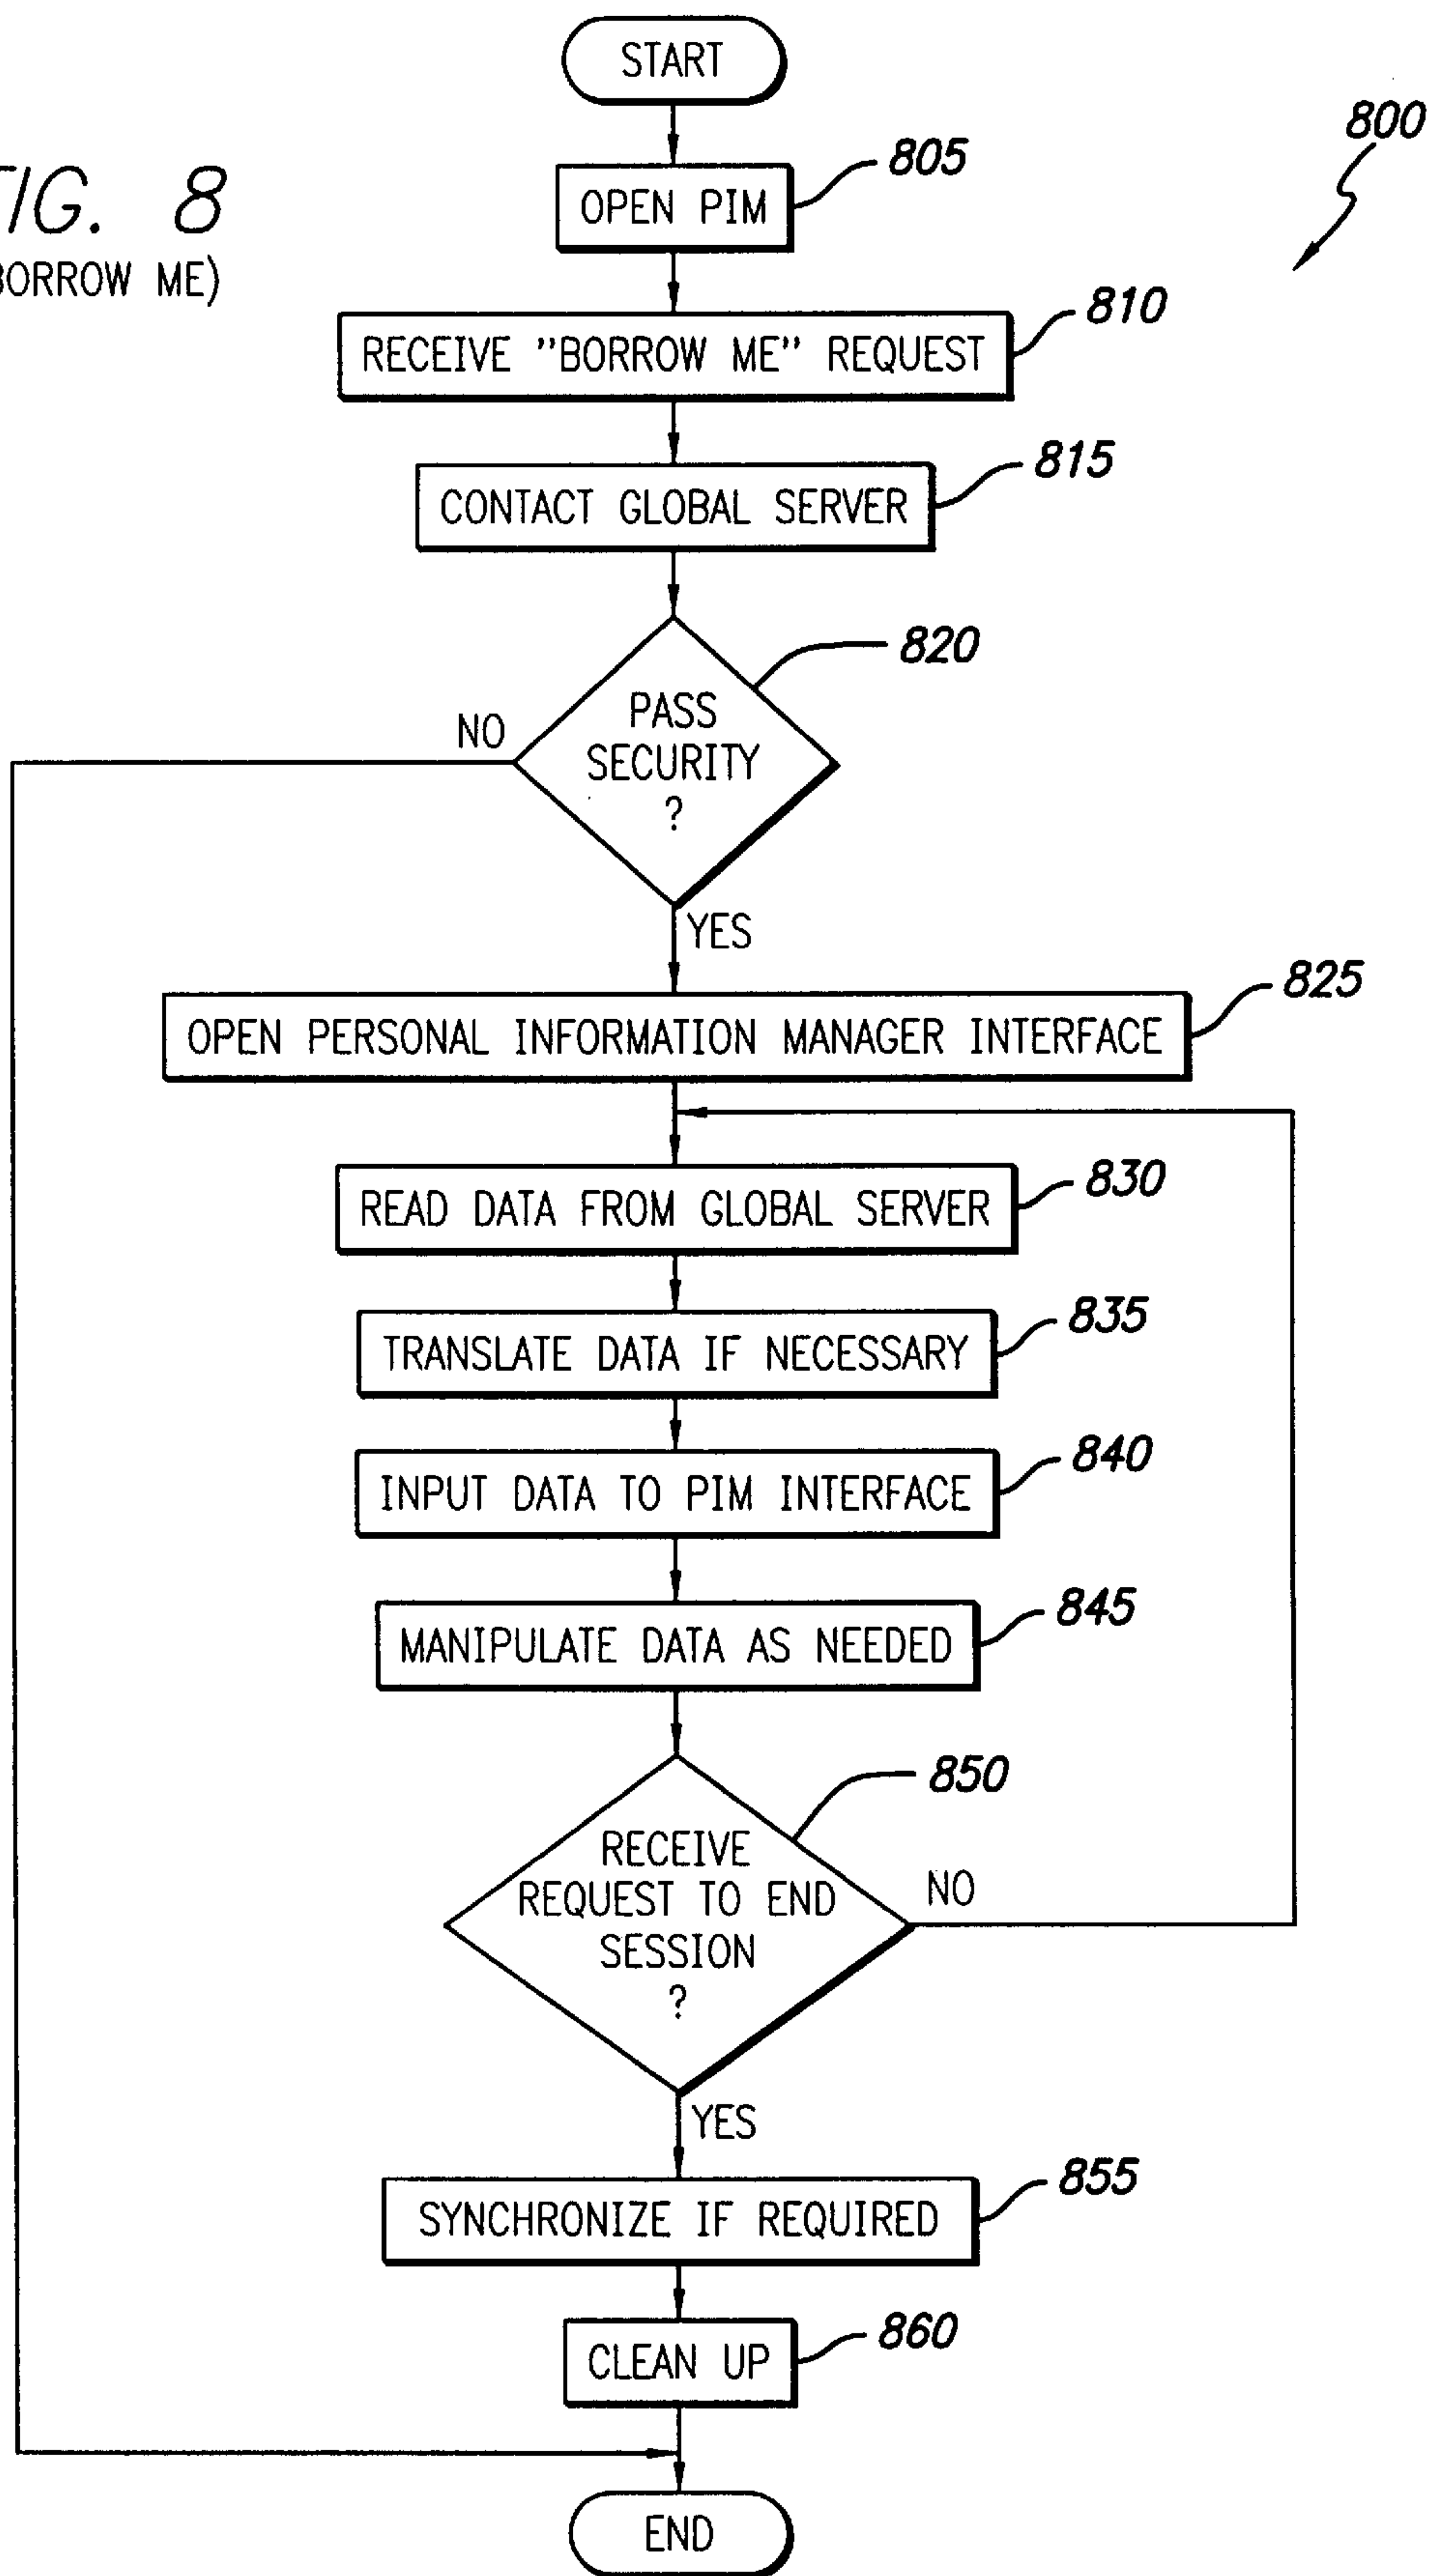 START
800
805
FIG. 8
OPEN PIM
(BORROW ME)
810
RECEIVE "BORROW ME" REQUEST
815
CONTACT GLOBAL SERVER
820
PASS
NO
SECURITY
?
YES
825
OPEN PERSONAL INFORMATION MANAGER INTERFACE
830
READ DATA FROM GLOBAL SERVER
835
TRANSLATE DATA IF NECESSARY
840
INPUT DATA TO PIM INTERFACE
845
MANIPULATE DATA AS NEEDED
850
RECEIVE
REQUEST TO END
NO
SESSION
?
YES
855
SYNCHRONIZE IF REQUIRED
860
CLEAN UP
END